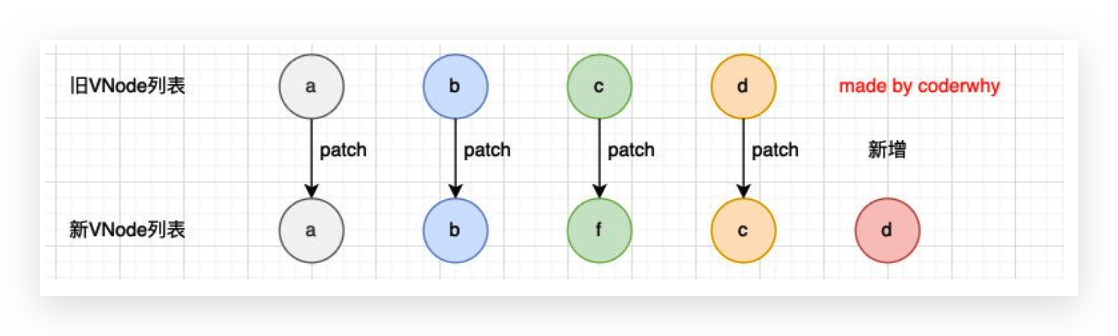 旧VNode列表 a b c d made by coderwhy
patch patch patch patch 新增
新VNode列表 a b f c d